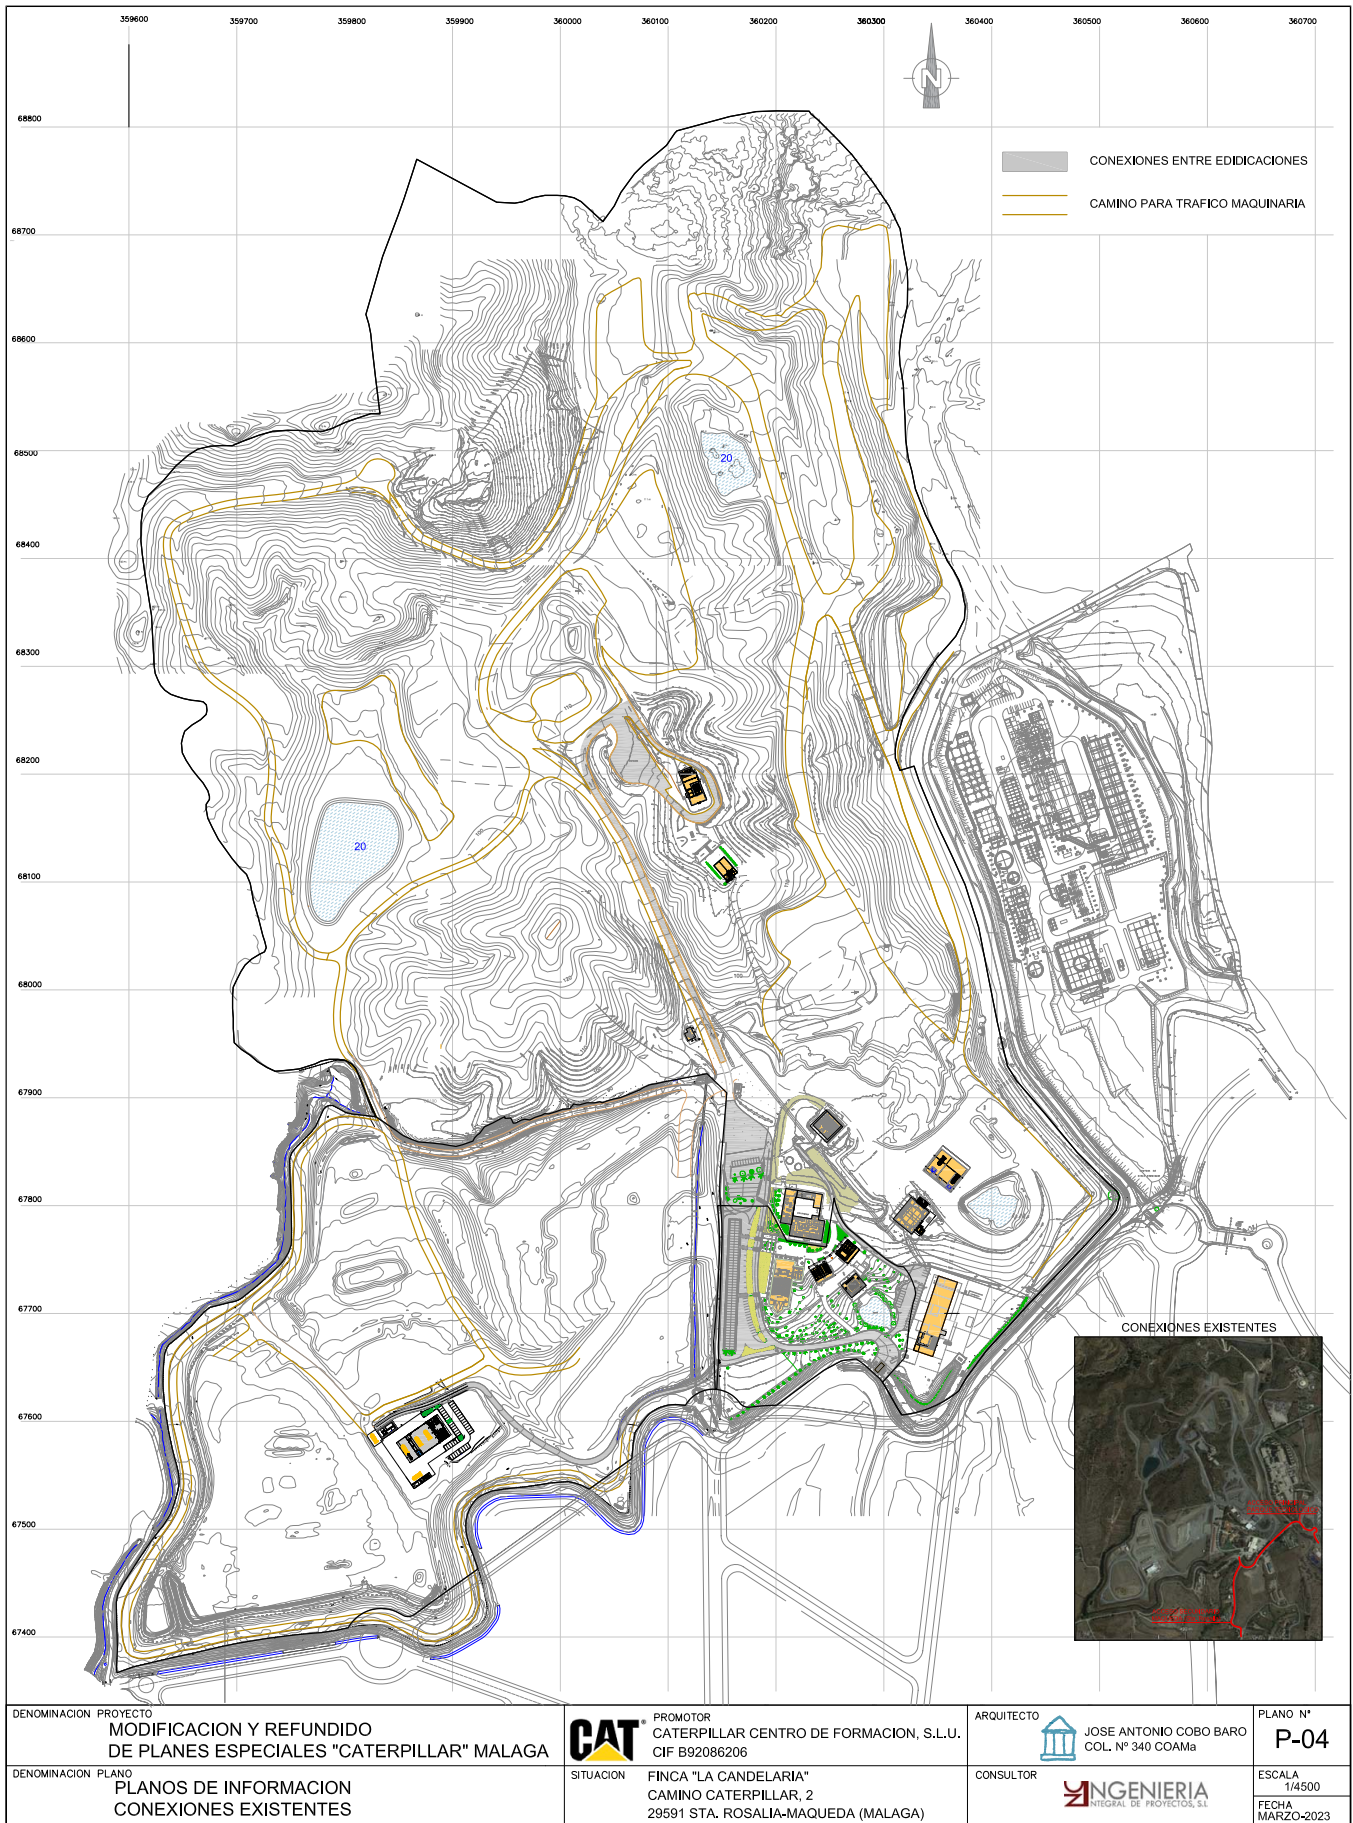 359600 359700 359800 359900 360000 360100 360200 360300 360400 360500 360600 360700
N
68800
CONEXIONES ENTRE EDIDICACIONES
CAMINO PARA TRAFICO MAQUINARIA
68700
68600
68500
20
68400
68300
68200
20
68100
68000
67900
67800
67700
CONEXIONES EXISTENTES
67600
67500
67400
DENOMINACION PROYECTO
MODIFICACION Y REFUNDIDO
DE PLANES ESPECIALES "CATERPILLAR" MALAGA
DENOMINACION PLANO
PLANOS DE INFORMACION
CONEXIONES EXISTENTES
CAT
PROMOTOR
CATERPILLAR CENTRO DE FORMACION, S.L.U.
CIF B92086206
SITUACION
FINCA "LA CANDELARIA"
CAMINO CATERPILLAR, 2
29591 STA. ROSALIA-MAQUEDA (MALAGA)
ARQUITECTO
JOSE ANTONIO COBO BARO
COL. Nº 340 COAMa
CONSULTOR
INGENIERIA
INTEGRAL DE PROYECTOS, S.L
PLANO Nº
P-04
ESCALA
1/4500
FECHA
MARZO-2023